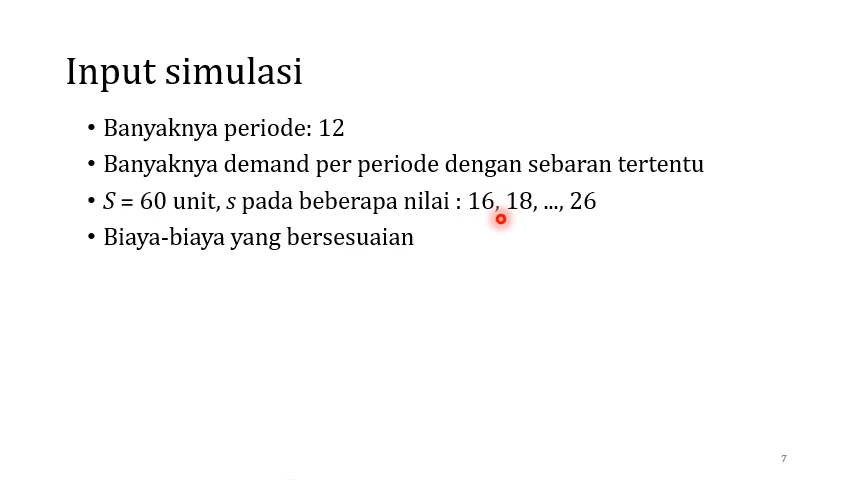 Input simulasi
• Banyaknya periode: 12
• Banyaknya demand per periode dengan sebaran tertentu
• S = 60 unit, s pada beberapa nilai : 16, 18, ..., 26
• Biaya-biaya yang bersesuaian
7